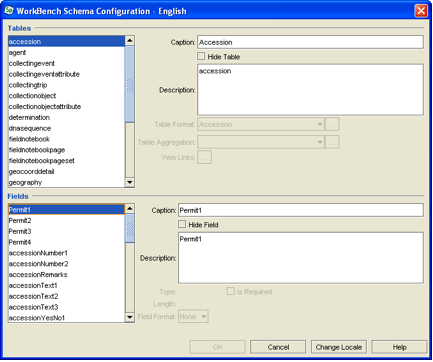 WorkBench Schema Configuration - English
Tables
accession
agent
collectingevent
collectingeventattribute
collectingtrip
collectionobject
collectionobjectattribute
determination
dnasequence
fieldnotebook
fieldnotebookpage
fieldnotebookpageset
geocoorddetail
geography
Caption: Accession
Hide Table
Description: accession
Table Format: Accession ...
Table Aggregation: ...
Web Links: ...
Fields
Permit1
Permit2
Permit3
Permit4
accessionNumber1
accessionNumber2
accessionRemarks
accessionText1
accessionText2
accessionText3
accessionYesNo1
Caption: Permit1
Hide Field
Description: Permit1
Type: Is Required
Length:
Field Format: None
OK Cancel Change Locale Help